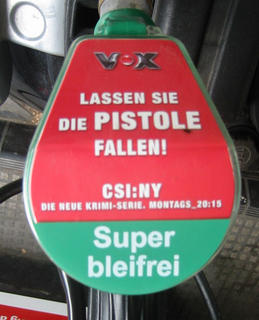 VOX
LASSEN SIE
DIE PISTOLE
FALLEN!
CSI:NY
DIE NEUE KRIMI-SERIE. MONTAGS_20:15
Super
bleifrei